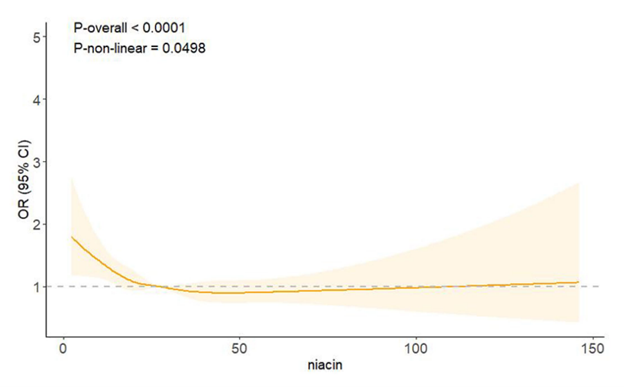 P-overall < 0.0001
P-non-linear = 0.0498
5
4
3
2
1
OR (95% CI)
0 50 100 150
niacin